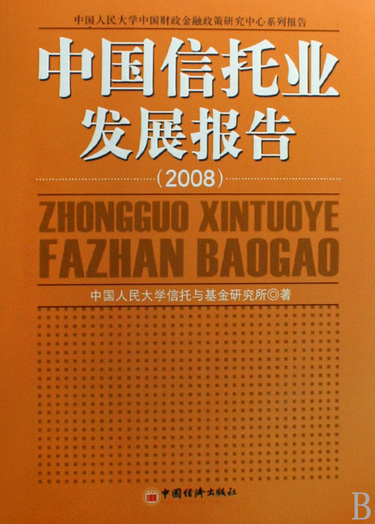 中国人民大学中国财政金融政策研究中心系列报告
中国信托业
发展报告
(2008)
ZHONGGUO XINTUOYE
FAZHAN BAOGAO
中国人民大学信托与基金研究所◎著
中国经济出版社
B